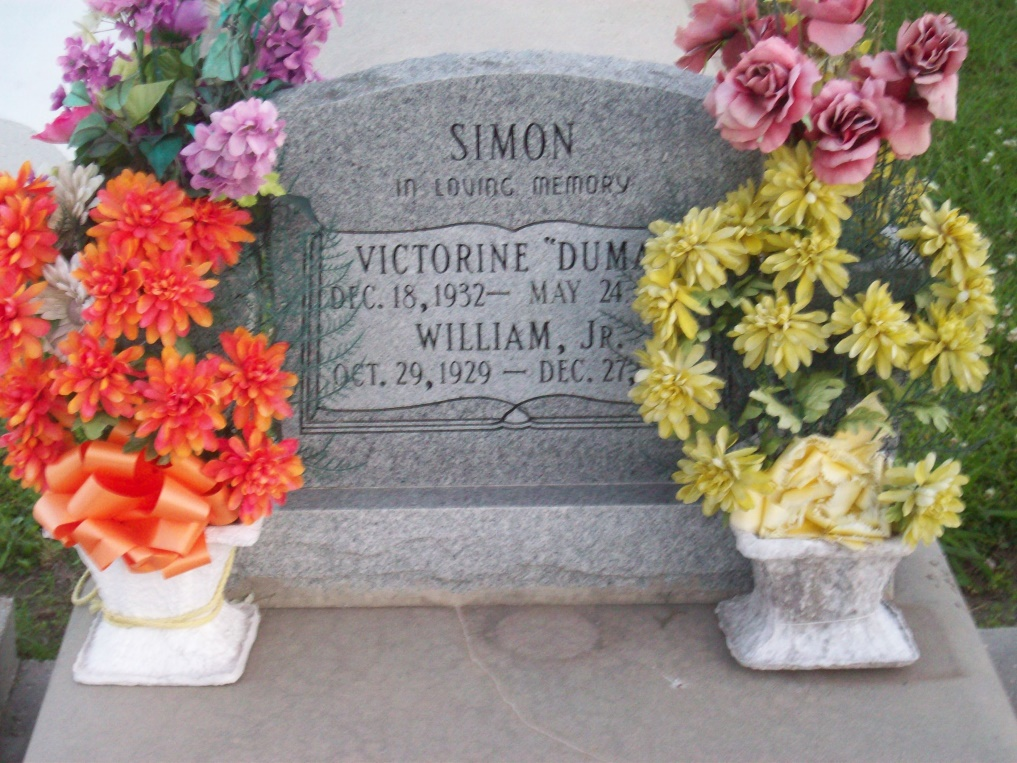 SIMON
IN LOVING MEMORY
VICTORINE "DUMA
DEC. 18, 1932 — MAY 24
WILLIAM, JR.
OCT. 29, 1929 — DEC. 27,